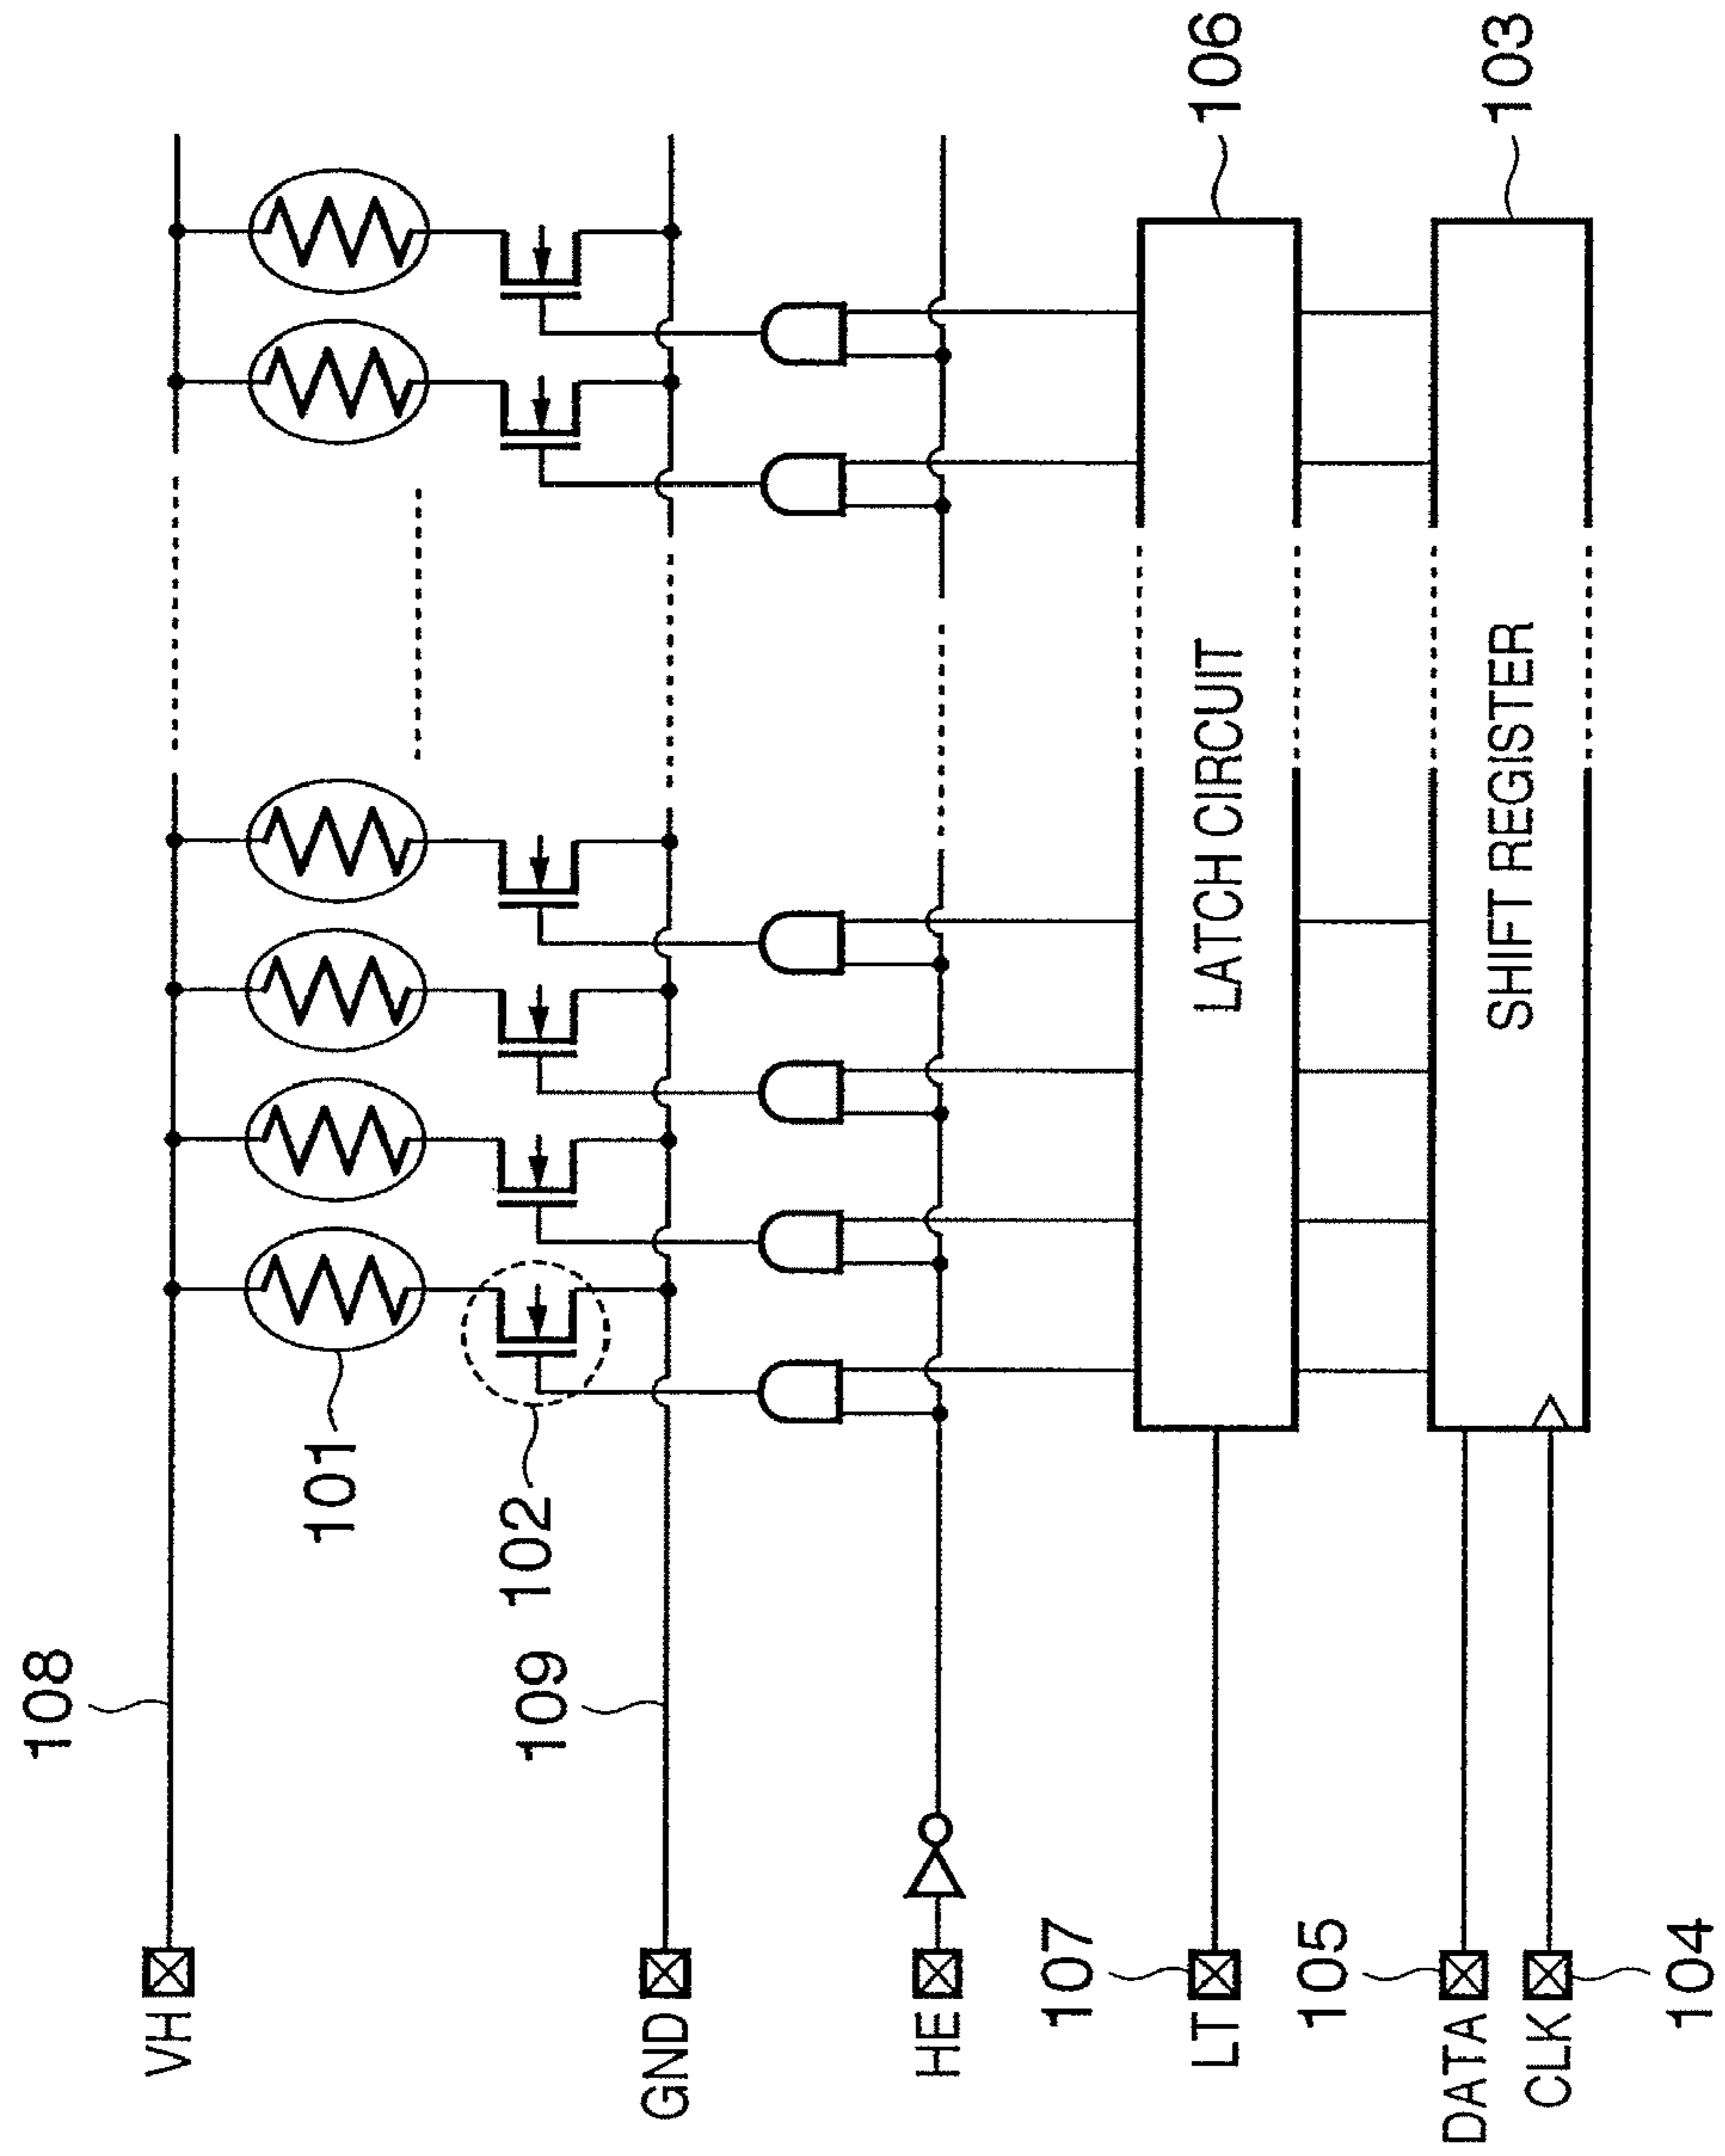 108
VH
101
102
109
GND
HE
106
LATCH CIRCUIT
107
LT
103
SHIFT REGISTER
105
DATA
CLK
104